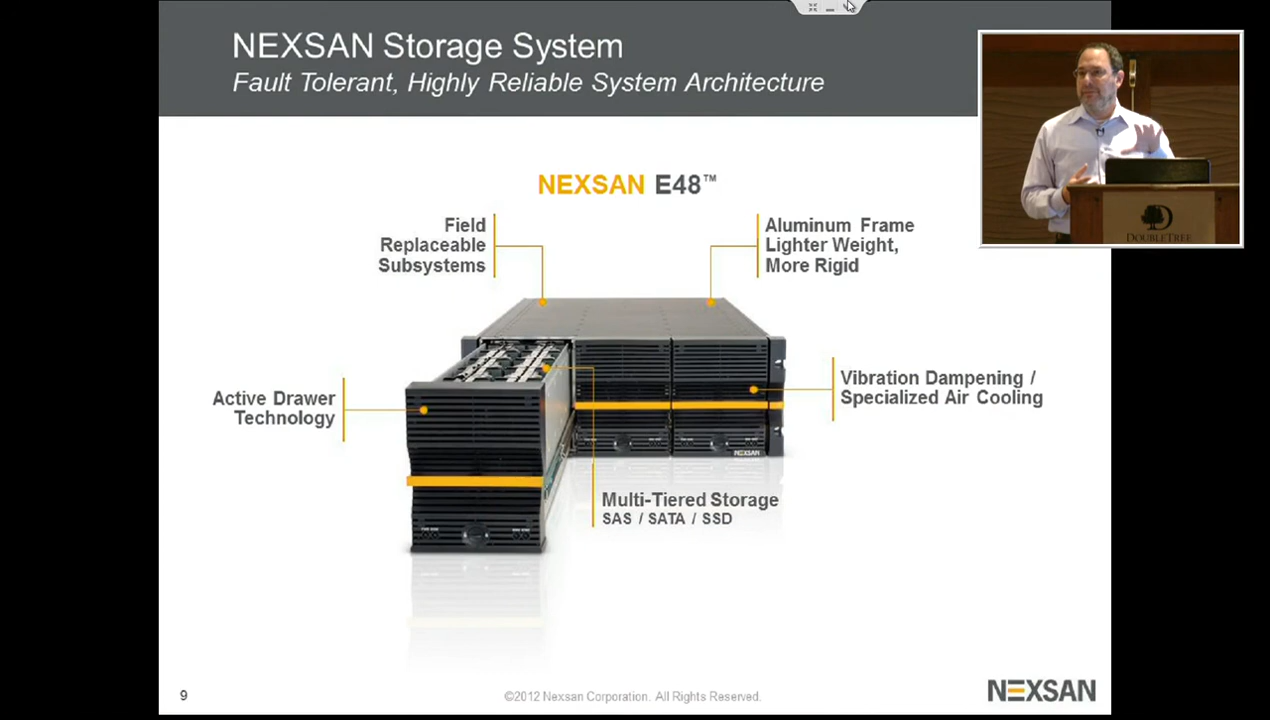 NEXSAN Storage System
Fault Tolerant, Highly Reliable System Architecture
NEXSAN E48™
Field
Replaceable
Subsystems
Aluminum Frame
Lighter Weight,
More Rigid
Active Drawer
Technology
Vibration Dampening /
Specialized Air Cooling
NEXSAN
Multi-Tiered Storage
SAS / SATA / SSD
DOUBLETREE
9
©2012 Nexsan Corporation. All Rights Reserved.
NEXSAN